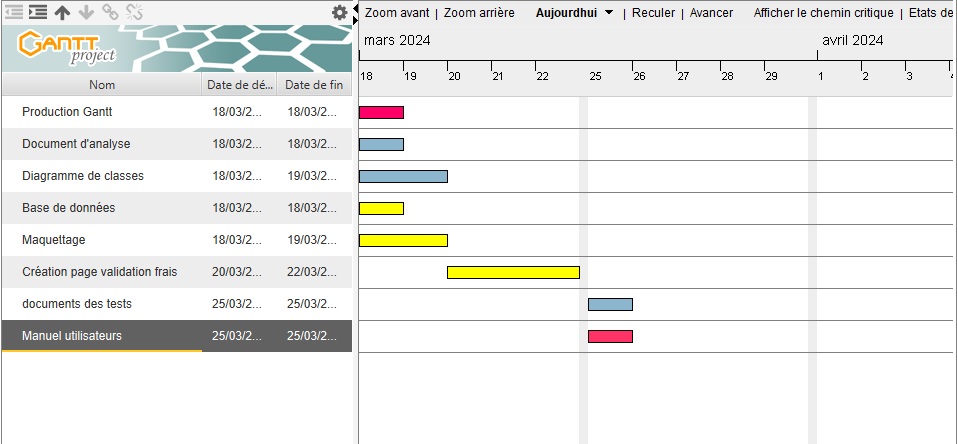 Zoom avant | Zoom arrière Aujourd'hui | Reculer | Avancer Afficher le chemin critique | Etats de
GANTT
project
mars 2024 avril 2024
Nom Date de dé... Date de fin
18 19 20 21 22 25 26 27 28 29 1 2 3 4
Production Gantt 18/03/2... 18/03/2...
Document d'analyse 18/03/2... 18/03/2...
Diagramme de classes 18/03/2... 19/03/2...
Base de données 18/03/2... 18/03/2...
Maquettage 18/03/2... 19/03/2...
Création page validation frais 20/03/2... 22/03/2...
documents des tests 25/03/2... 25/03/2...
Manuel utilisateurs 25/03/2... 25/03/2...